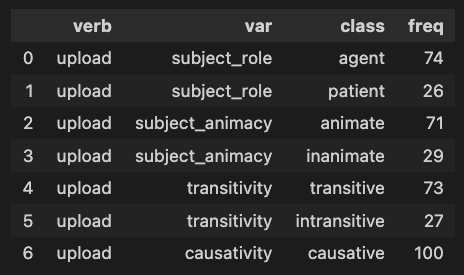 verb var class freq
0 upload subject_role agent 74
1 upload subject_role patient 26
2 upload subject_animacy animate 71
3 upload subject_animacy inanimate 29
4 upload transitivity transitive 73
5 upload transitivity intransitive 27
6 upload causativity causative 100